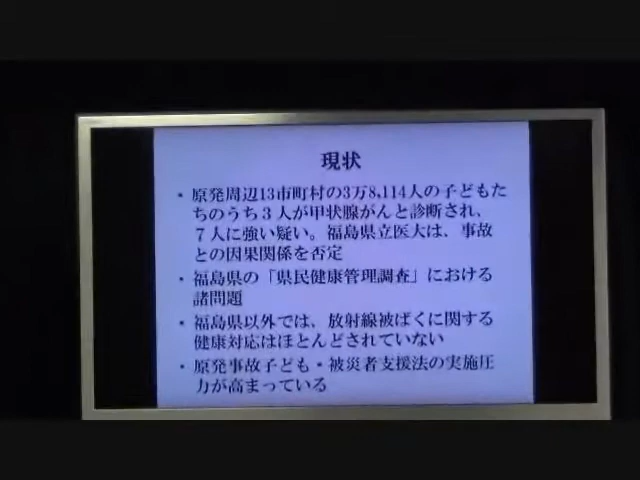 現状
・原発周辺13市町村の3万8,114人の子どもた
ちのうち3人が甲状腺がんと診断され、
7人に強い疑い。福島県立医大は、事故
との因果関係を否定
・福島県の「県民健康管理調査」における
諸問題
・福島県以外では、放射線被ばくに関する
健康対応はほとんどされていない
・原発事故子ども・被災者支援法の実施圧
力が高まっている